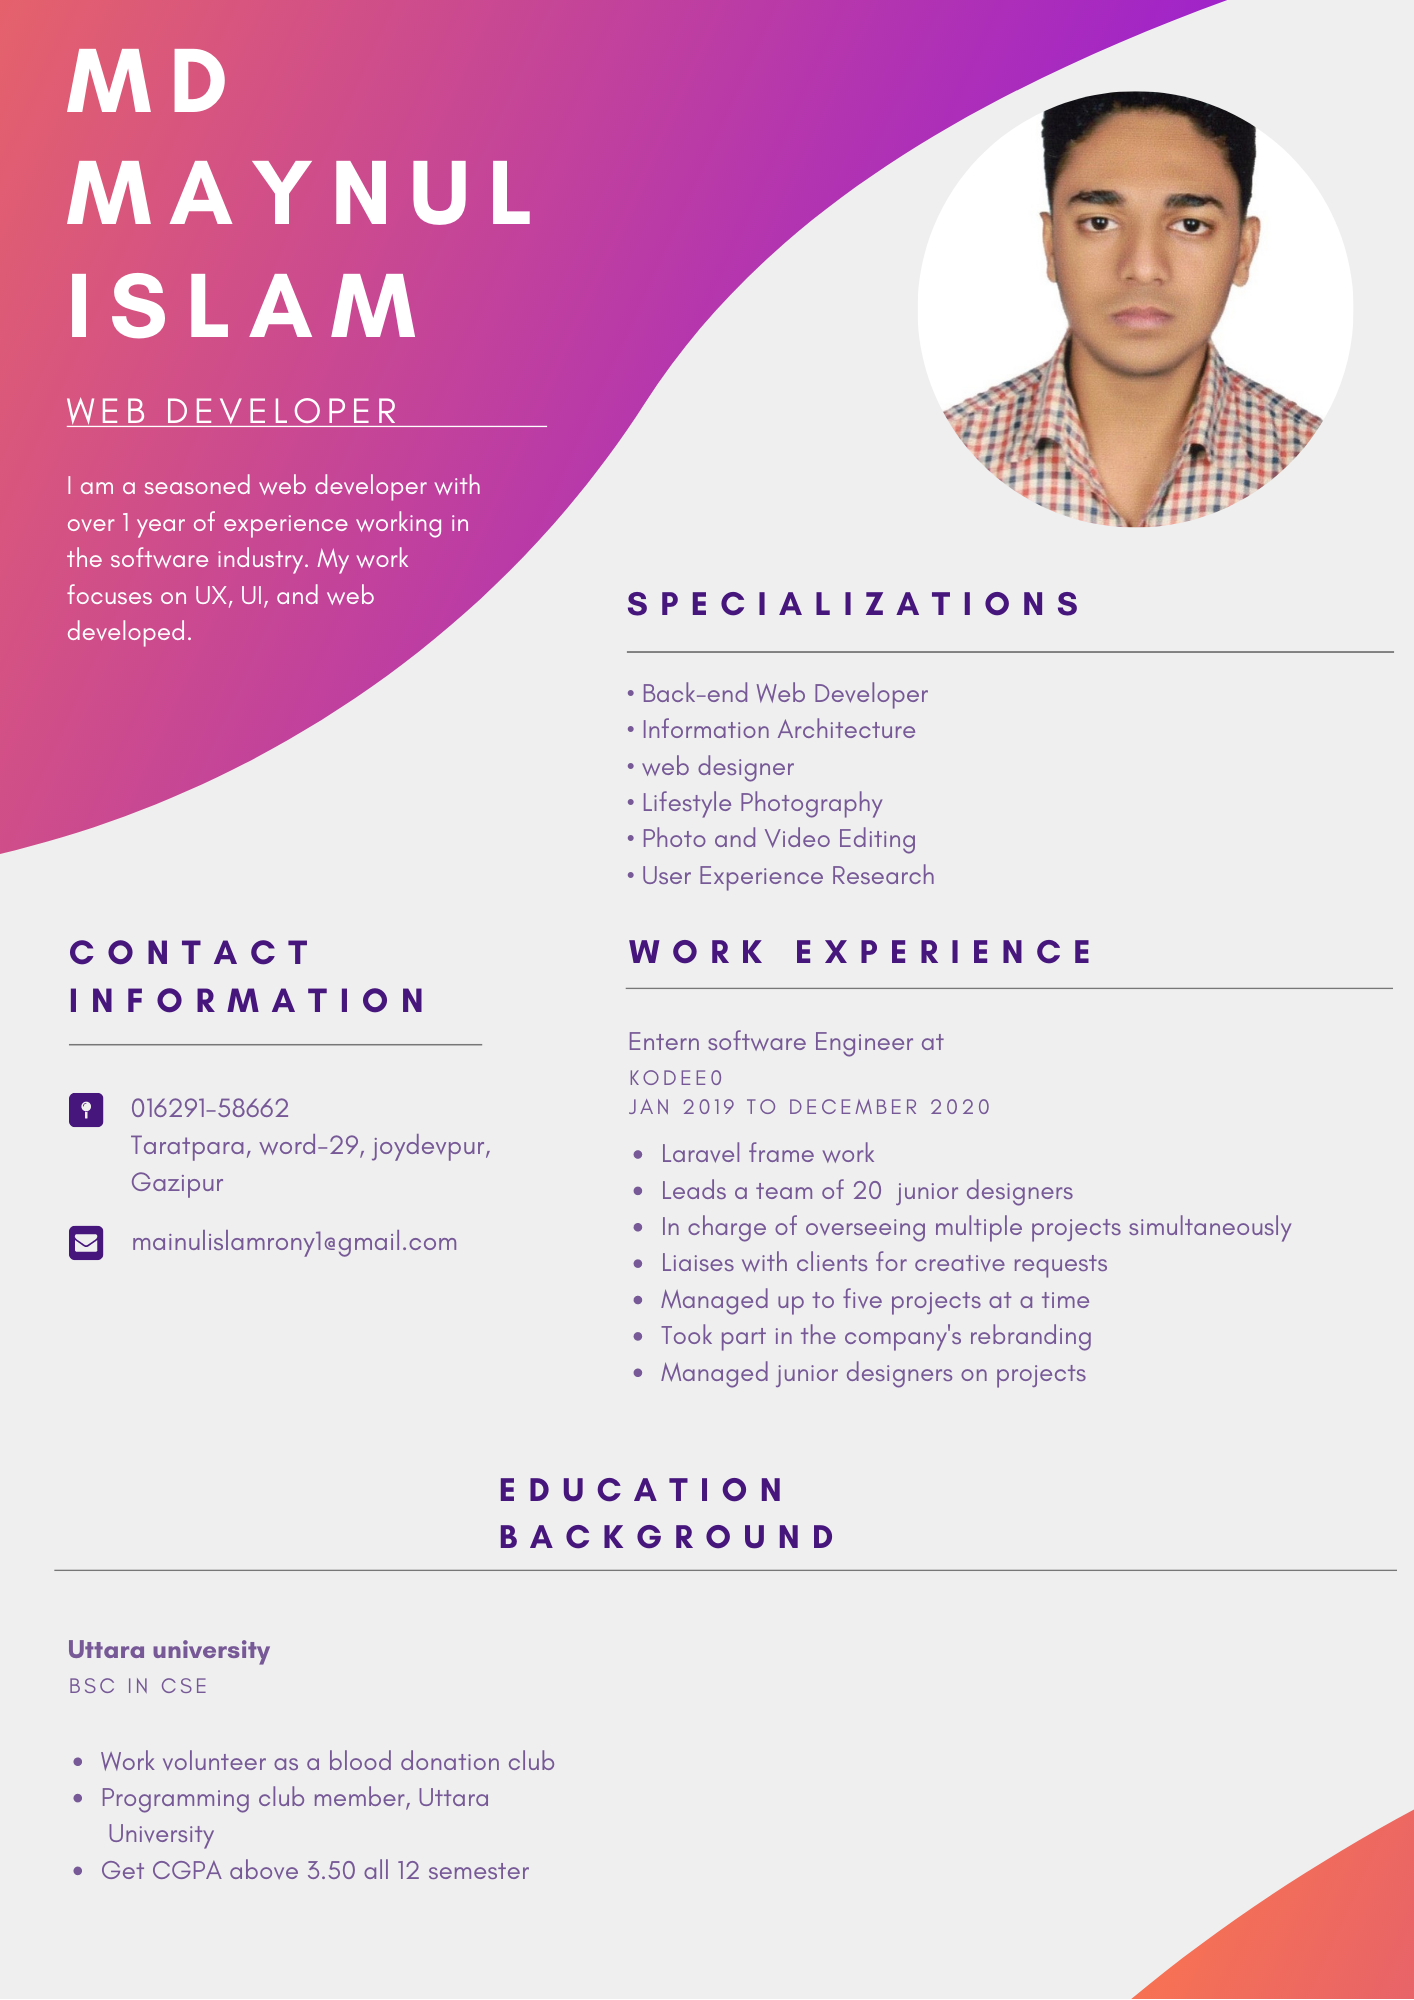 MD
MAYNUL
ISLAM
WEB DEVELOPER
I am a seasoned web developer with
over 1 year of experience working in
the software industry. My work
focuses on UX, UI, and web
developed.
SPECIALIZATIONS
• Back-end Web Developer
• Information Architecture
• web designer
• Lifestyle Photography
• Photo and Video Editing
• User Experience Research
CONTACT
INFORMATION
016291-58662
Taratpara, word-29, joydevpur,
Gazipur
mainulislamrony1@gmail.com
WORK EXPERIENCE
Entern software Engineer at
KODEE0
JAN 2019 TO DECEMBER 2020
• Laravel frame work
• Leads a team of 20 junior designers
• In charge of overseeing multiple projects simultaneously
• Liaises with clients for creative requests
• Managed up to five projects at a time
• Took part in the company's rebranding
• Managed junior designers on projects
EDUCATION
BACKGROUND
Uttara university
BSC IN CSE
• Work volunteer as a blood donation club
• Programming club member, Uttara
University
• Get CGPA above 3.50 all 12 semester